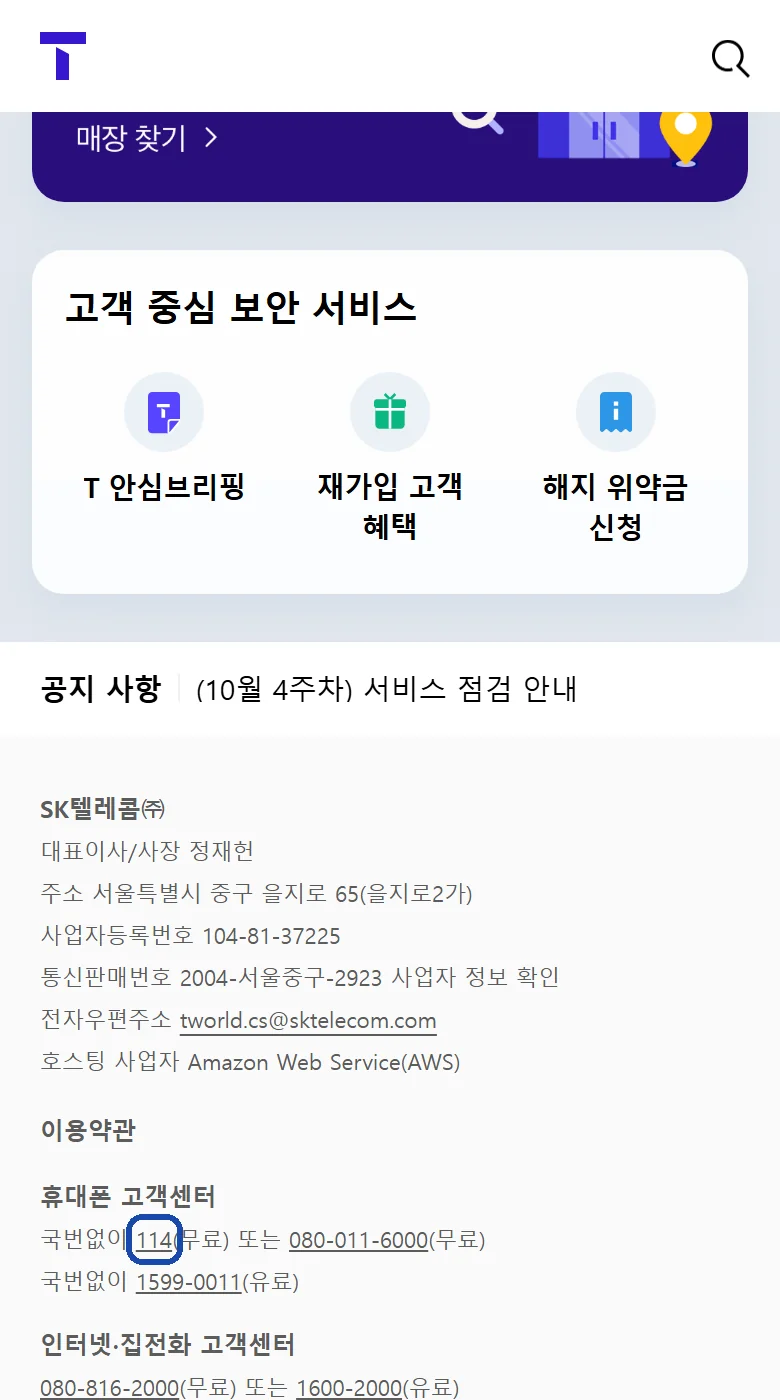 T
매장 찾기 >
고객 중심 보안 서비스
T 안심브리핑
재가입 고객
혜택
해지 위약금
신청
공지 사항 (10월 4주차) 서비스 점검 안내
SK텔레콤㈜
대표이사/사장 정재헌
주소 서울특별시 중구 을지로 65(을지로2가)
사업자등록번호 104-81-37225
통신판매번호 2004-서울중구-2923 사업자 정보 확인
전자우편주소 tworld.cs@sktelecom.com
호스팅 사업자 Amazon Web Service(AWS)
이용약관
휴대폰 고객센터
국번없이 114(무료) 또는 080-011-6000(무료)
국번없이 1599-0011(유료)
인터넷·집전화 고객센터
080-816-2000(무료) 또는 1600-2000(유료)